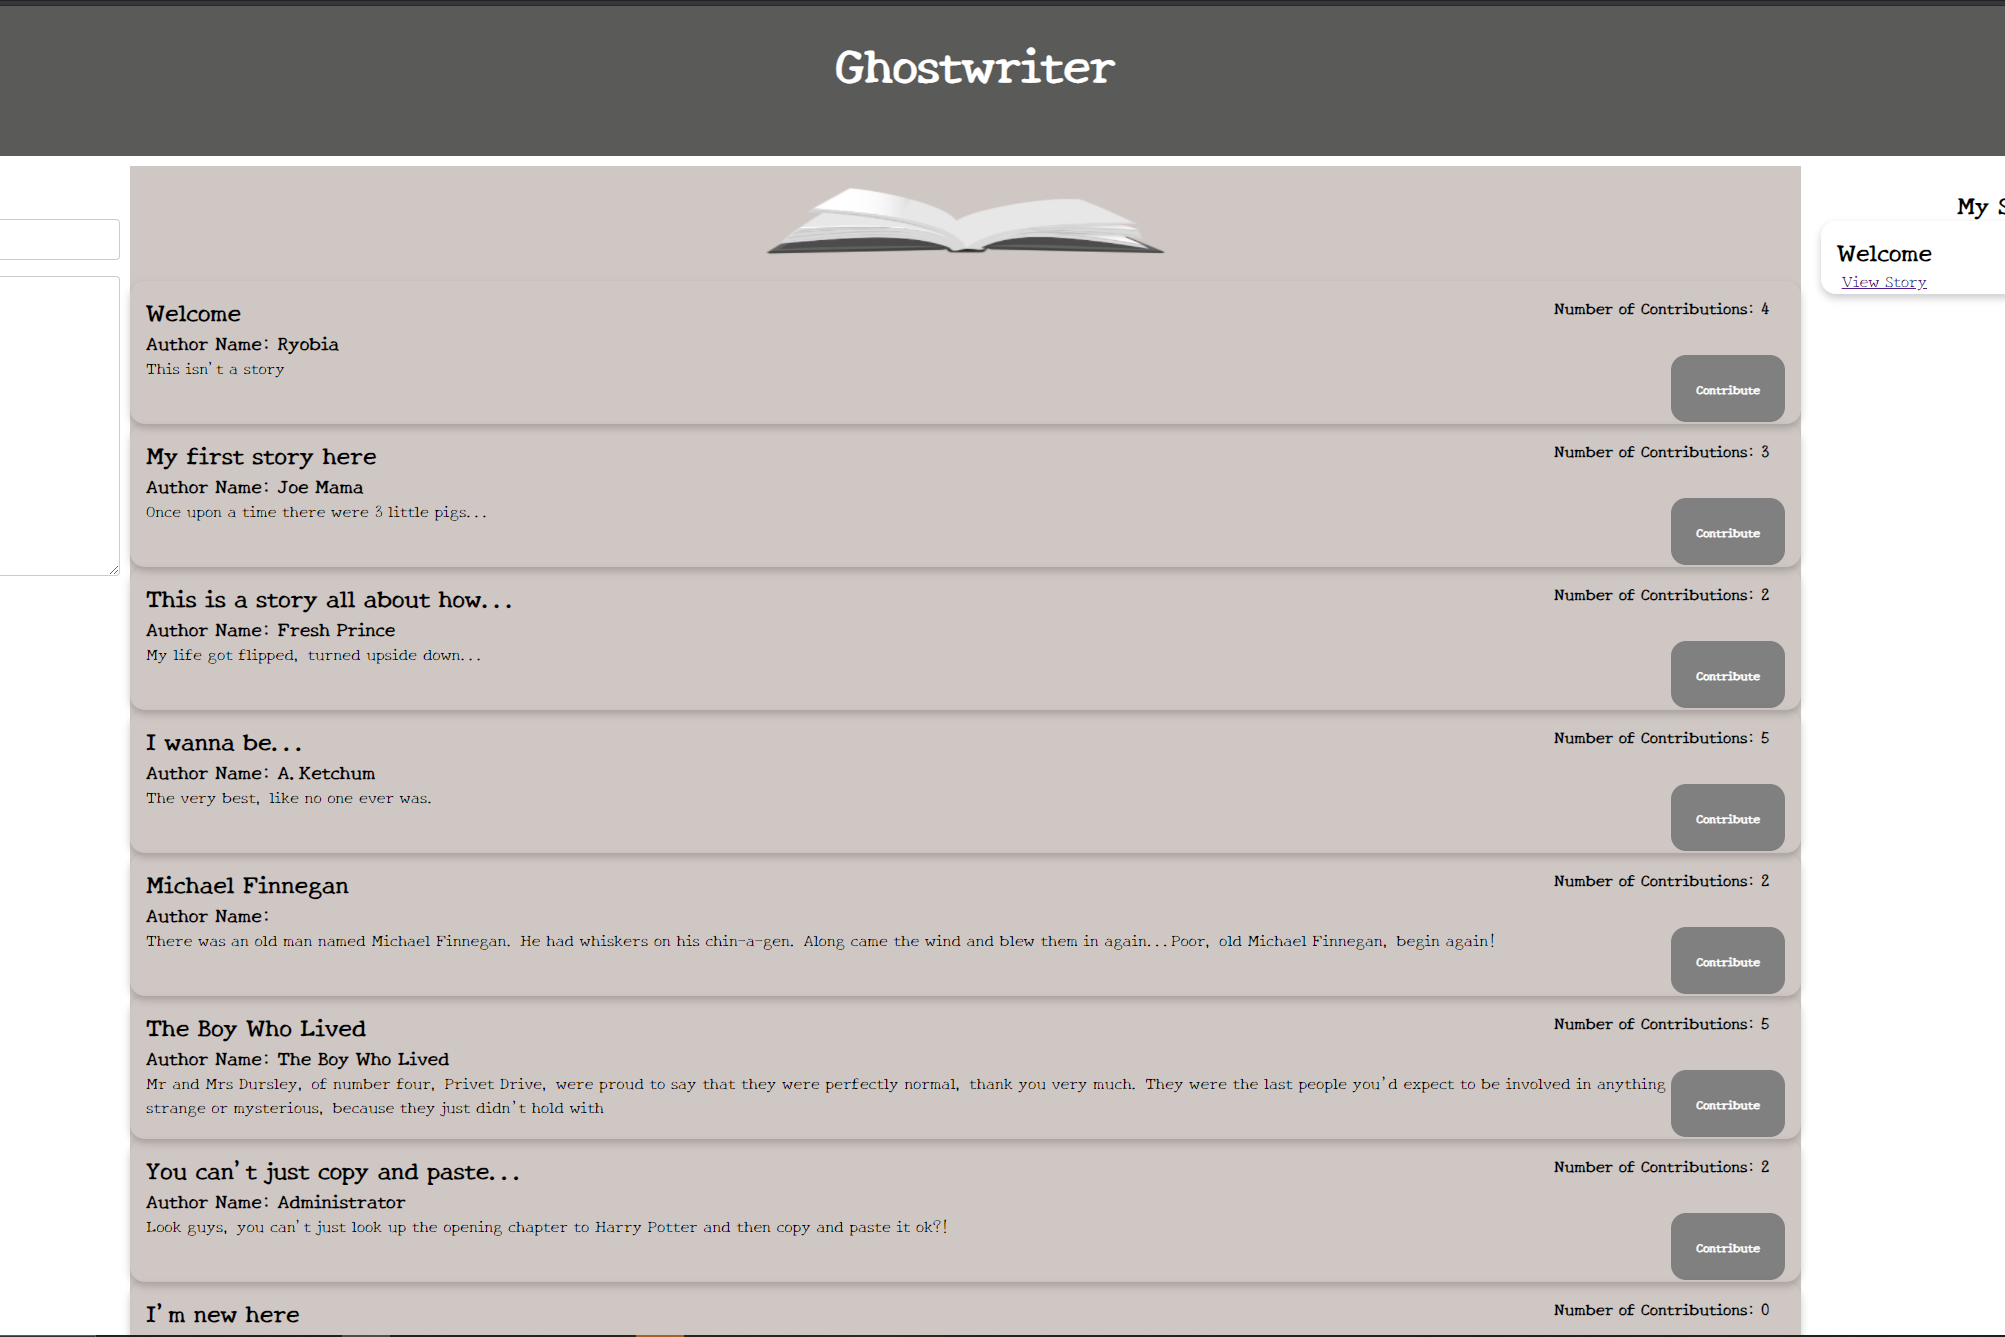 Ghostwriter
My
Welcome
View Story
Welcome
Number of Contributions: 4
Author Name: Ryobia
This isn't a story
Contribute
My first story here
Number of Contributions: 3
Author Name: Joe Mama
Once upon a time there were 3 little pigs...
Contribute
This is a story all about how...
Number of Contributions: 2
Author Name: Fresh Prince
My life got flipped, turned upside down...
Contribute
I wanna be...
Number of Contributions: 5
Author Name: A. Ketchum
The very best, like no one ever was.
Contribute
Michael Finnegan
Number of Contributions: 2
Author Name:
There was an old man named Michael Finnegan. He had whiskers on his chin-a-gen. Along came the wind and blew them in again...Poor, old Michael Finnegan, begin again!
Contribute
The Boy Who Lived
Number of Contributions: 5
Author Name: The Boy Who Lived
Mr and Mrs Dursley, of number four, Privet Drive, were proud to say that they were perfectly normal, thank you very much. They were the last people you'd expect to be involved in anything
strange or mysterious, because they just didn't hold with
Contribute
You can't just copy and paste...
Number of Contributions: 2
Author Name: Administrator
Look guys, you can't just look up the opening chapter to Harry Potter and then copy and paste it ok?!
Contribute
I'm new here
Number of Contributions: 0